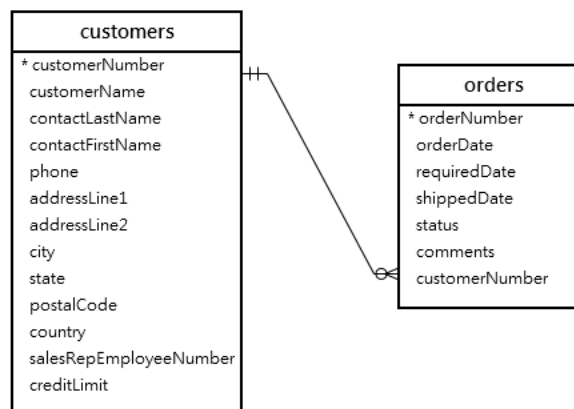 customers
* customerNumber
customerName
contactLastName
contactFirstName
phone
addressLine1
addressLine2
city
state
postalCode
country
salesRepEmployeeNumber
creditLimit
orders
* orderNumber
orderDate
requiredDate
shippedDate
status
comments
customerNumber